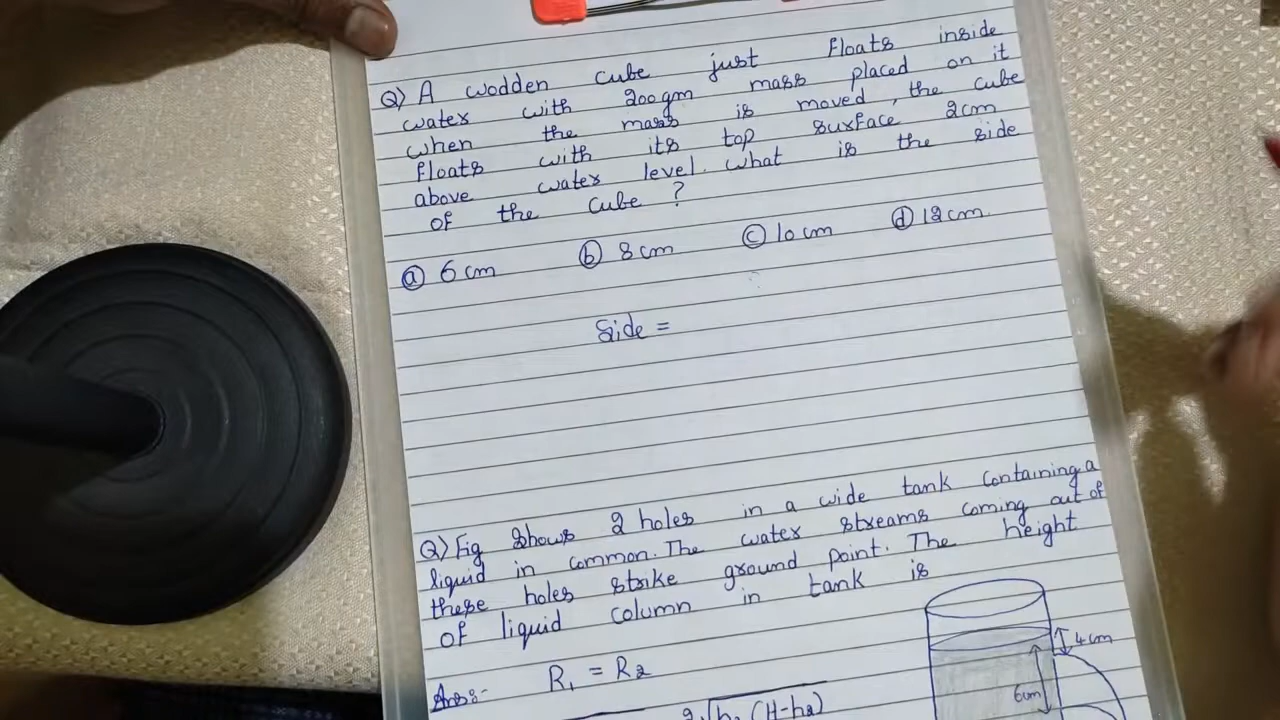 Q) A wodden cube just floats inside
water with 200gm mass placed on it
when the mass is moved, the cube
floats with its top surface 2cm
above water level. what is the side
of the cube ?
ⓐ 6 cm ⓑ 8 cm ⓒ 10 cm ⓓ 12 cm.
Side =
Q) Fig shows 2 holes in a wide tank containing a
liquid in common. The water streams coming out of
these holes strike ground point. The height
of liquid column in tank is
4cm
6cm
Ans:- R₁ = R₂
2√h₂ (H-h₂)